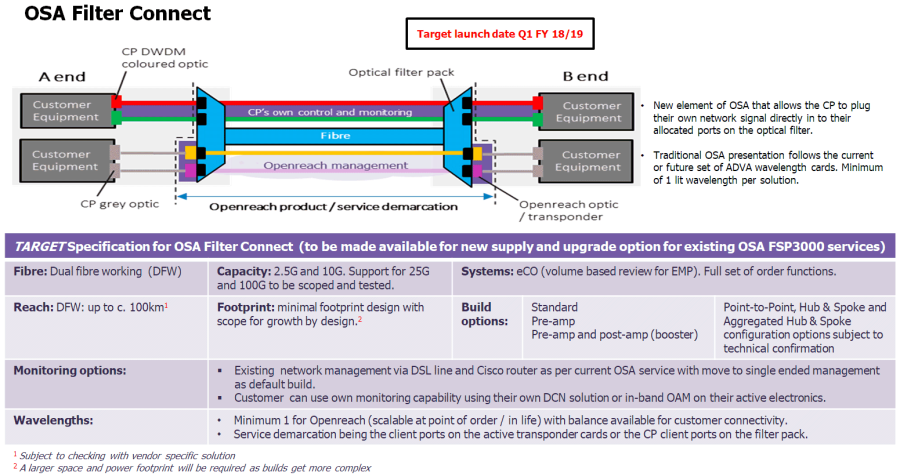 OSA Filter Connect
Target launch date Q1 FY 18/19
CP DWDM
coloured optic
Optical filter pack
A end
B end
Customer
Equipment
CP's own control and monitoring
Customer
Equipment
Fibre
Customer
Equipment
Openreach management
Customer
Equipment
CP grey optic
Openreach product / service demarcation
Openreach optic
/ transponder
• New element of OSA that allows the CP to plug
their own network signal directly in to their
allocated ports on the optical filter.
• Traditional OSA presentation follows the current
or future set of ADVA wavelength cards. Minimum
of 1 lit wavelength per solution.
TARGET Specification for OSA Filter Connect (to be made available for new supply and upgrade option for existing OSA FSP3000 services)
Fibre: Dual fibre working (DFW)
Capacity: 2.5G and 10G. Support for 25G
and 100G to be scoped and tested.
Systems: eCO (volume based review for EMP). Full set of order functions.
Reach: DFW: up to c. 100km1
Footprint: minimal footprint design with
scope for growth by design.2
Build
options:
Standard
Pre-amp
Pre-amp and post-amp (booster)
Point-to-Point, Hub & Spoke and
Aggregated Hub & Spoke
configuration options subject to
technical confirmation
Monitoring options:
▪ Existing network management via DSL line and Cisco router as per current OSA service with move to single ended management
as default build.
• Customer can use own monitoring capability using their own DCN solution or in-band OAM on their active electronics.
Wavelengths:
• Minimum 1 for Openreach (scalable at point of order / in life) with balance available for customer connectivity.
• Service demarcation being the client ports on the active transponder cards or the CP client ports on the filter pack.
1 Subject to checking with vendor specific solution
2 A larger space and power footprint will be required as builds get more complex